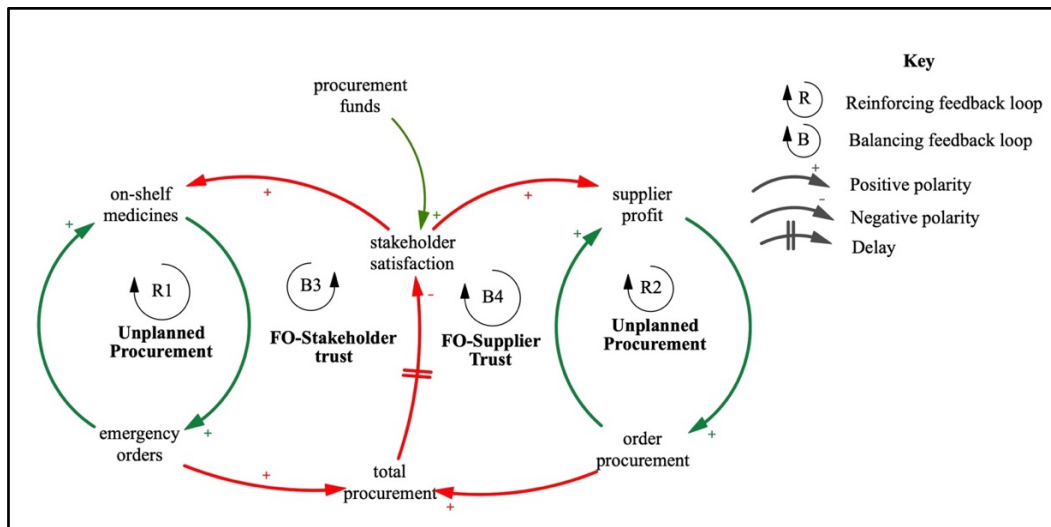 procurement
funds
on-shelf
medicines
+
+
+
supplier
profit
+
+
stakeholder
satisfaction
+
R1
Unplanned
Procurement
B3
FO-Stakeholder
trust
–
B4
FO-Supplier
Trust
R2
Unplanned
Procurement
emergency
orders
+
+
total
procurement
+
order
procurement
+
Key
R
Reinforcing feedback loop
B
Balancing feedback loop
+
Positive polarity
–
Negative polarity
Delay